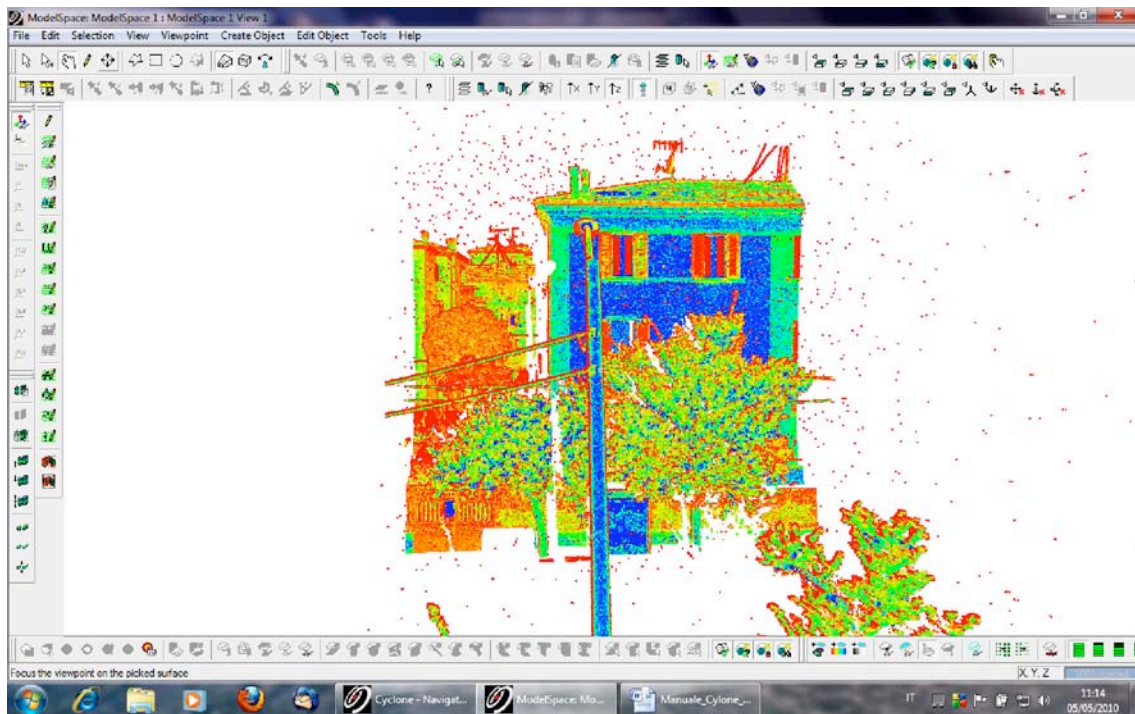 ModelSpace: ModelSpace 1 : ModelSpace 1 View 1
File Edit Selection View Viewpoint Create Object Edit Object Tools Help
Focus the viewpoint on the picked surface
X, Y, Z
Cyclone - Navigat...
ModelSpace: Mo...
Manuale_Cylone_...
IT
11:14
05/05/2010